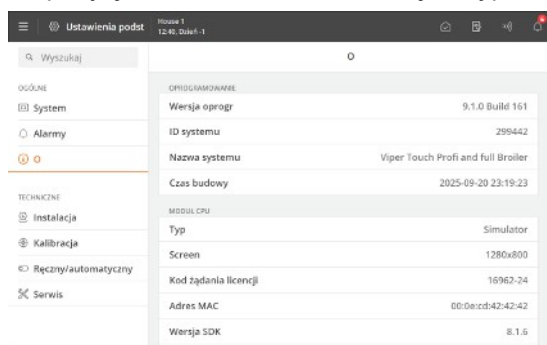 Ustawienia podst
House 1
12:40, Dzień -1
Wyszukaj
O
OGÓLNE
System
Alarmy
O
TECHNICZNE
Instalacja
Kalibracja
Ręczny/automatyczny
Serwis
OPROGRAMOWANIE
Wersja oprogr 9.1.0 Build 161
ID systemu 299442
Nazwa systemu Viper Touch Profi and full Broiler
Czas budowy 2025-09-20 23:19:23
MODUŁ CPU
Typ Simulator
Screen 1280x800
Kod żądania licencji 16962-24
Adres MAC 00:0e:cd:42:42:42
Wersja SDK 8.1.6